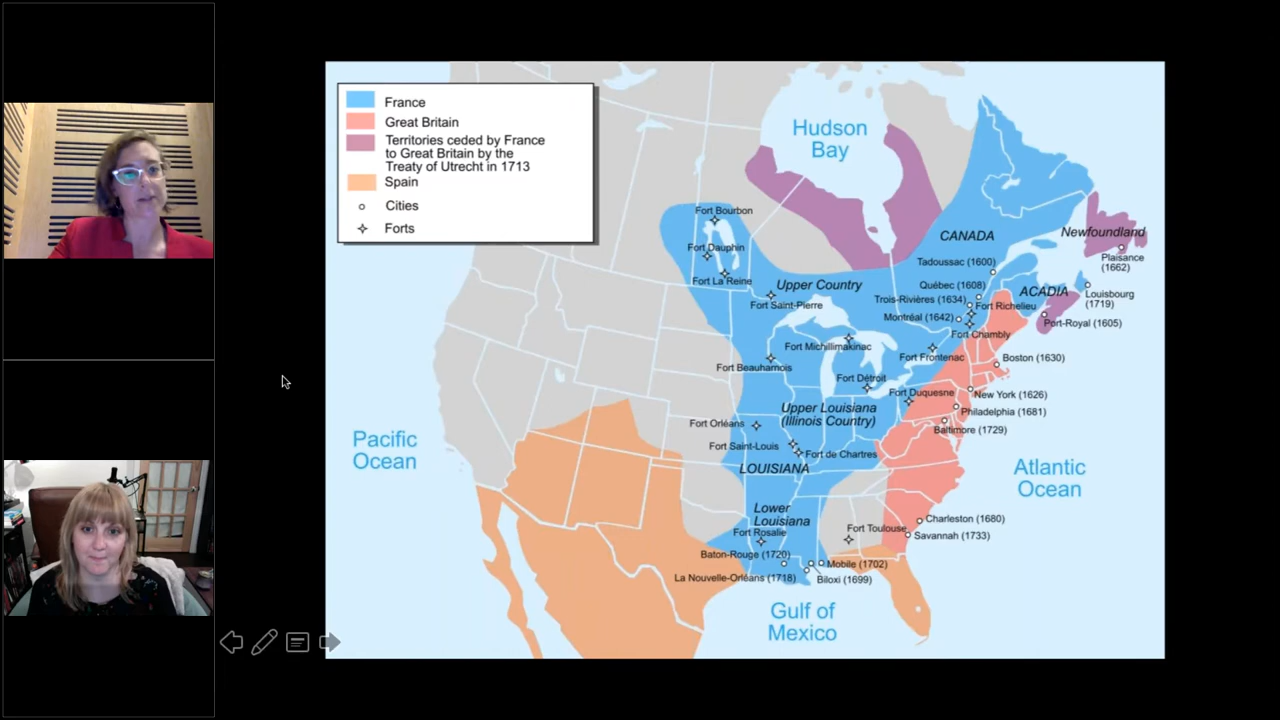 France
Great Britain
Territories ceded by France
to Great Britain by the
Treaty of Utrecht in 1713
Spain
Cities
Forts
Hudson
Bay
Fort Bourbon
Fort Dauphin
Fort La Reine
Upper Country
Fort Saint-Pierre
CANADA
Newfoundland
Tadoussac (1600)
Plaisance
(1662)
Québec (1608)
ACADIA
Louisbourg
(1719)
Trois-Rivières (1634)
Fort Richelieu
Montréal (1642)
Port-Royal (1605)
Fort Chambly
Fort Michillimakinac
Fort Frontenac
Boston (1630)
Fort Beauharnois
Fort Détroit
Fort Duquesne
New York (1626)
Upper Louisiana
(Illinois Country)
Philadelphia (1681)
Fort Orléans
Baltimore (1729)
Fort Saint-Louis
Fort de Chartres
Pacific
Ocean
LOUISIANA
Atlantic
Ocean
Lower
Louisiana
Charleston (1680)
Fort Rosalie
Fort Toulouse
Savannah (1733)
Baton-Rouge (1720)
Mobile (1702)
La Nouvelle-Orléans (1718)
Biloxi (1699)
Gulf of
Mexico